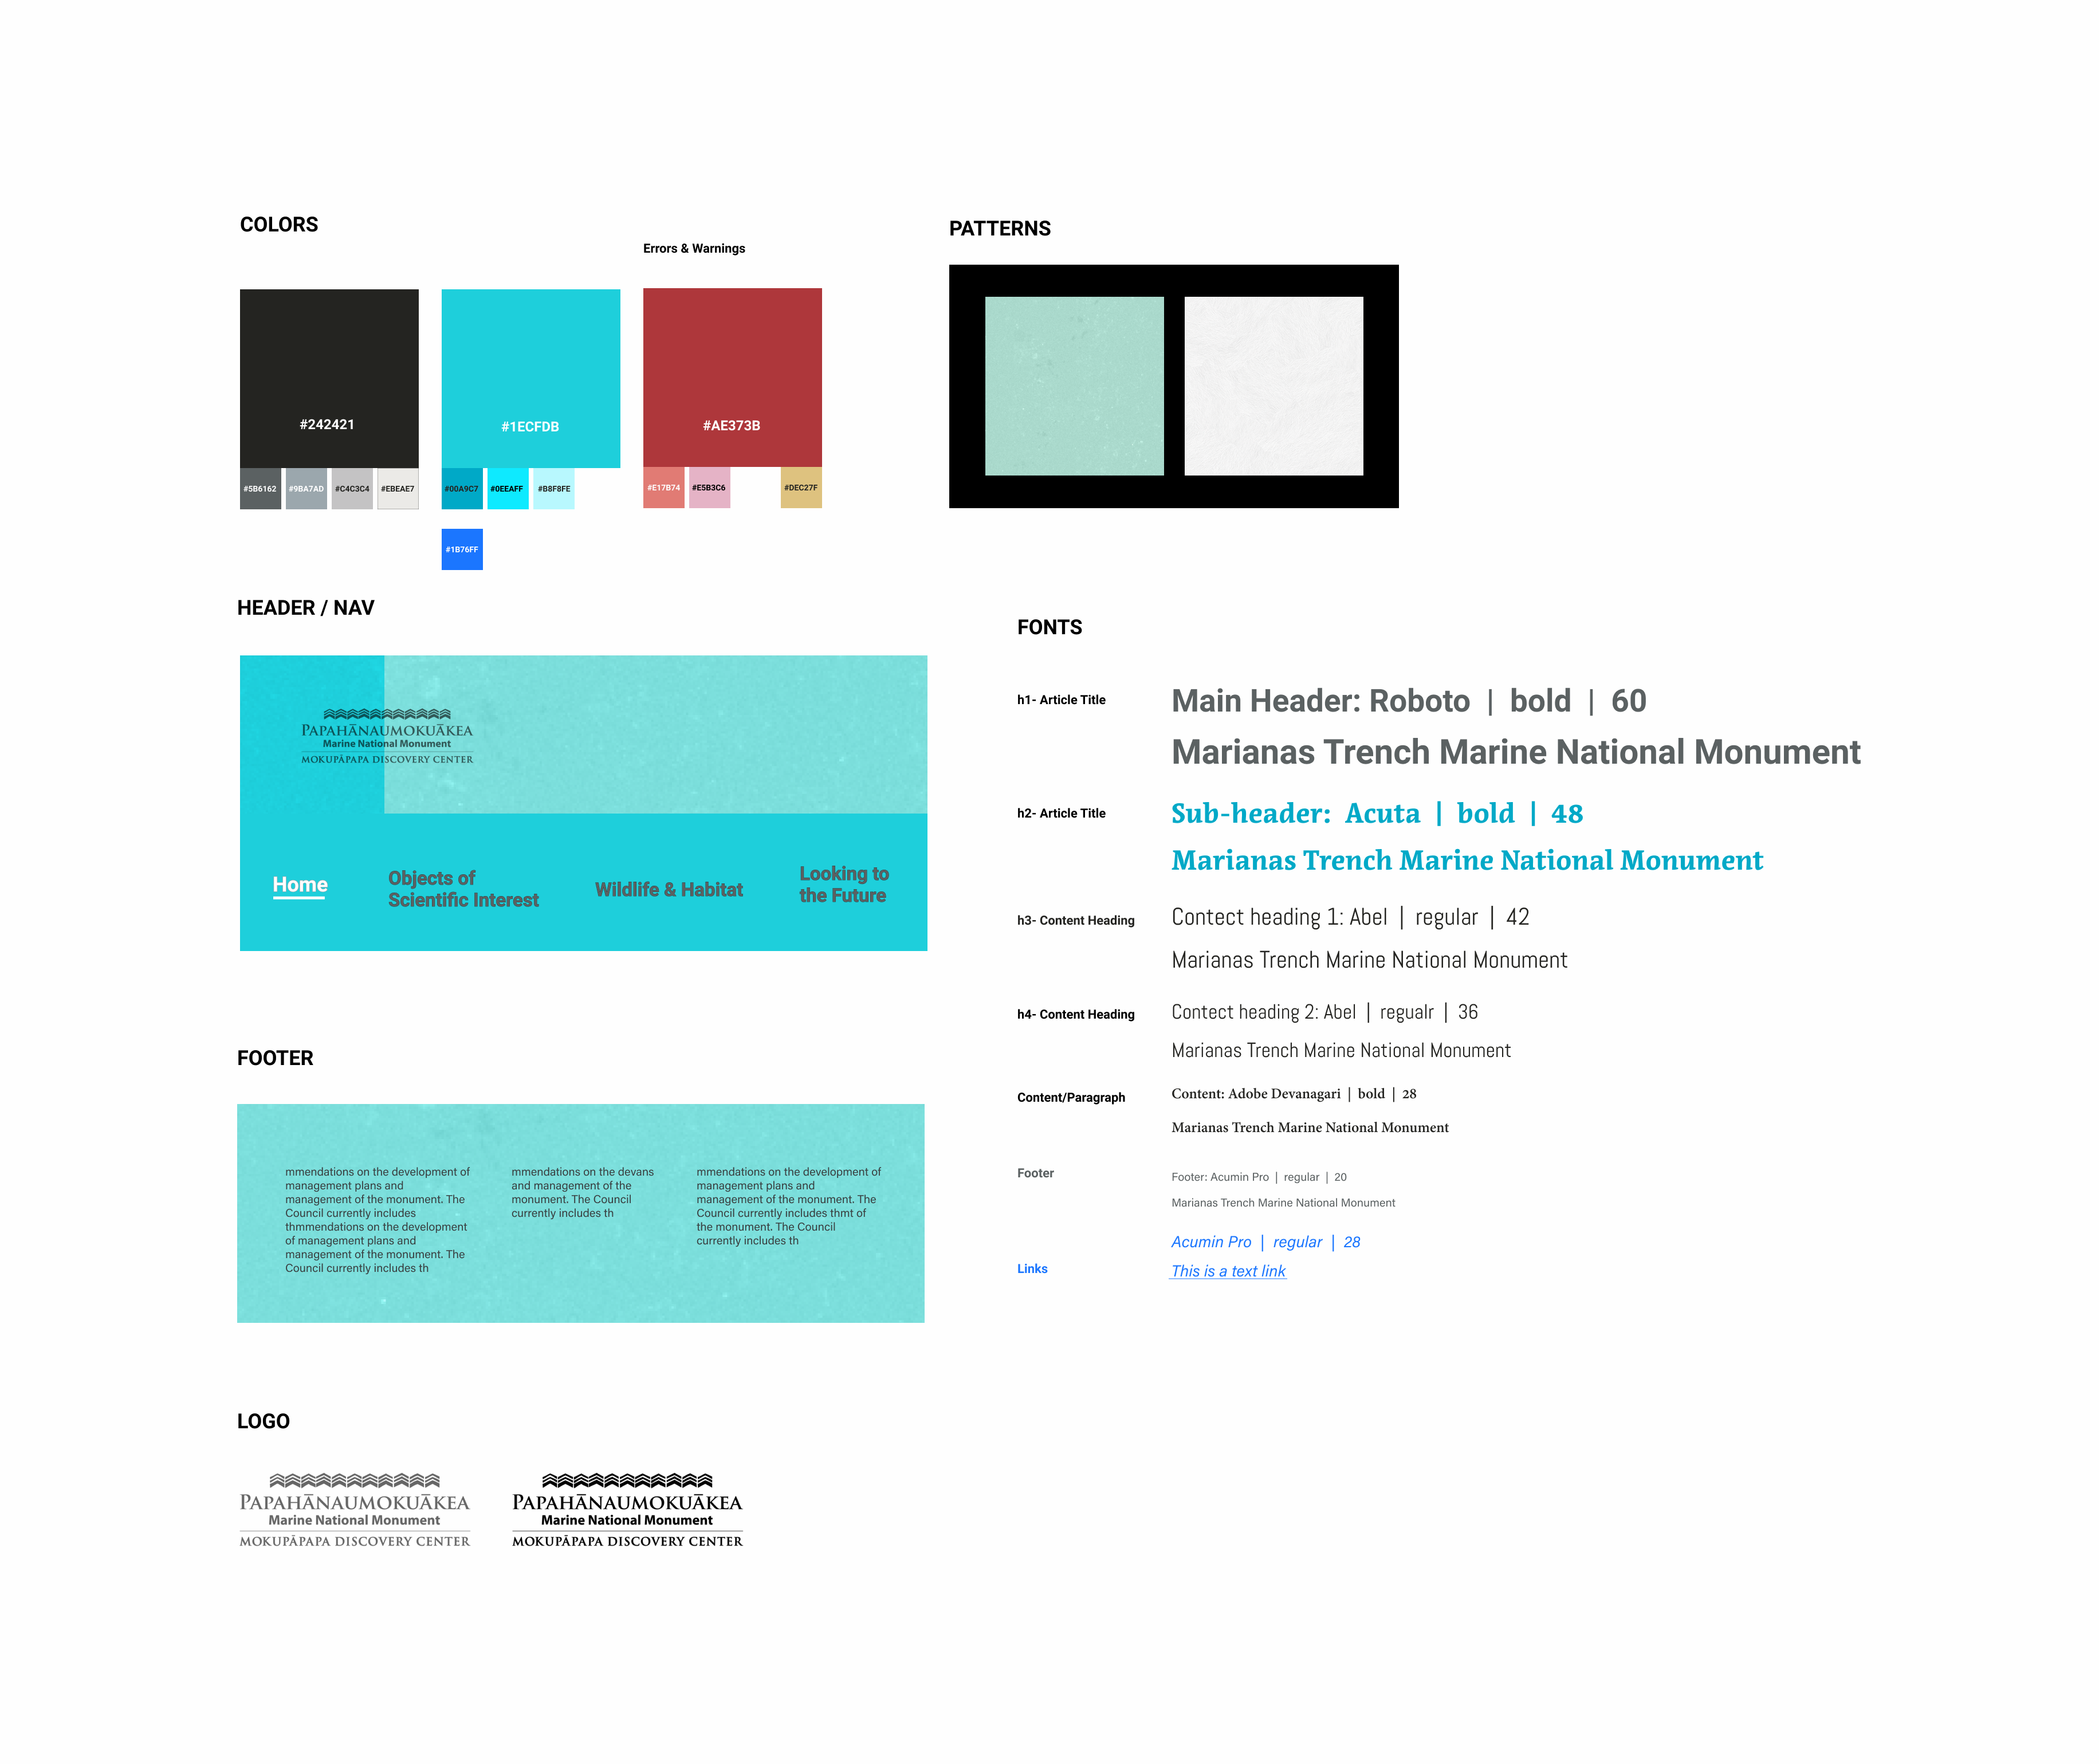 COLORS
Errors & Warnings
#242421
#1ECFDB
#AE373B
#5B6162
#9BA7AD
#C4C3C4
#EBEAE7
#00A9C7
#0EEAFF
#B8F8FE
#E17B74
#E5B3C6
#DEC27F
#1B76FF
PATTERNS
HEADER / NAV
PAPAHĀNAUMOKUĀKEA
Marine National Monument
MOKUPĀPAPA DISCOVERY CENTER
Home
Objects of
Scientific Interest
Wildlife & Habitat
Looking to
the Future
FOOTER
mmendations on the development of
management plans and
management of the monument. The
Council currently includes
thmmendations on the development
of management plans and
management of the monument. The
Council currently includes th
mmendations on the devans
and management of the
monument. The Council
currently includes th
mmendations on the development of
management plans and
management of the monument. The
Council currently includes thmt of
the monument. The Council
currently includes th
LOGO
PAPAHĀNAUMOKUĀKEA
Marine National Monument
MOKUPĀPAPA DISCOVERY CENTER
PAPAHĀNAUMOKUĀKEA
Marine National Monument
MOKUPĀPAPA DISCOVERY CENTER
FONTS
h1- Article Title
Main Header: Roboto | bold | 60
Marianas Trench Marine National Monument
h2- Article Title
Sub-header: Acuta | bold | 48
Marianas Trench Marine National Monument
h3- Content Heading
Contect heading 1: Abel | regular | 42
Marianas Trench Marine National Monument
h4- Content Heading
Contect heading 2: Abel | regualr | 36
Marianas Trench Marine National Monument
Content/Paragraph
Content: Adobe Devanagari | bold | 28
Marianas Trench Marine National Monument
Footer
Footer: Acumin Pro | regular | 20
Marianas Trench Marine National Monument
Acumin Pro | regular | 28
Links
This is a text link